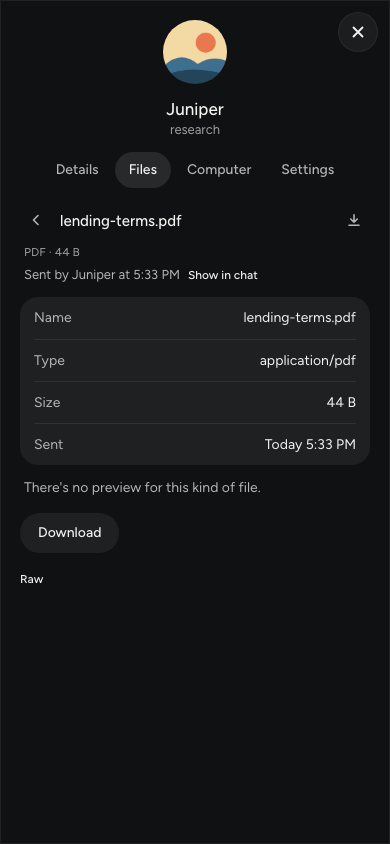 Juniper
research
Details Files Computer Settings
lending-terms.pdf
PDF · 44 B
Sent by Juniper at 5:33 PM Show in chat
Name lending-terms.pdf
Type application/pdf
Size 44 B
Sent Today 5:33 PM
There's no preview for this kind of file.
Download
Raw